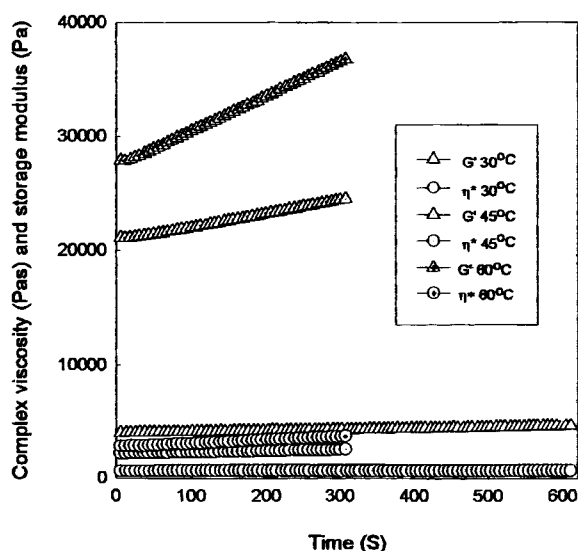 Complex viscosity (Pas) and storage modulus (Pa)
40000
30000
20000
10000
0
0 100 200 300 400 500 600
Time (S)
G' 30°C
η* 30°C
G' 45°C
η* 45°C
G' 60°C
η* 60°C